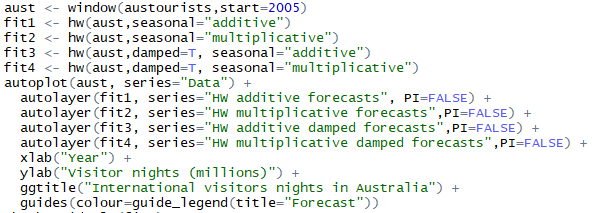 aust <- window(austourists,start=2005)
fit1 <- hw(aust,seasonal="additive")
fit2 <- hw(aust,seasonal="multiplicative")
fit3 <- hw(aust,damped=T, seasonal="additive")
fit4 <- hw(aust,damped=T, seasonal="multiplicative")
autoplot(aust, series="Data") +
  autolayer(fit1, series="HW additive forecasts", PI=FALSE) +
  autolayer(fit2, series="HW multiplicative forecasts",PI=FALSE) +
  autolayer(fit3, series="HW additive damped forecasts",PI=FALSE) +
  autolayer(fit4, series="HW multiplicative damped forecasts",PI=FALSE) +
  xlab("Year") +
  ylab("Visitor nights (millions)") +
  ggtitle("International visitors nights in Australia") +
  guides(colour=guide_legend(title="Forecast"))